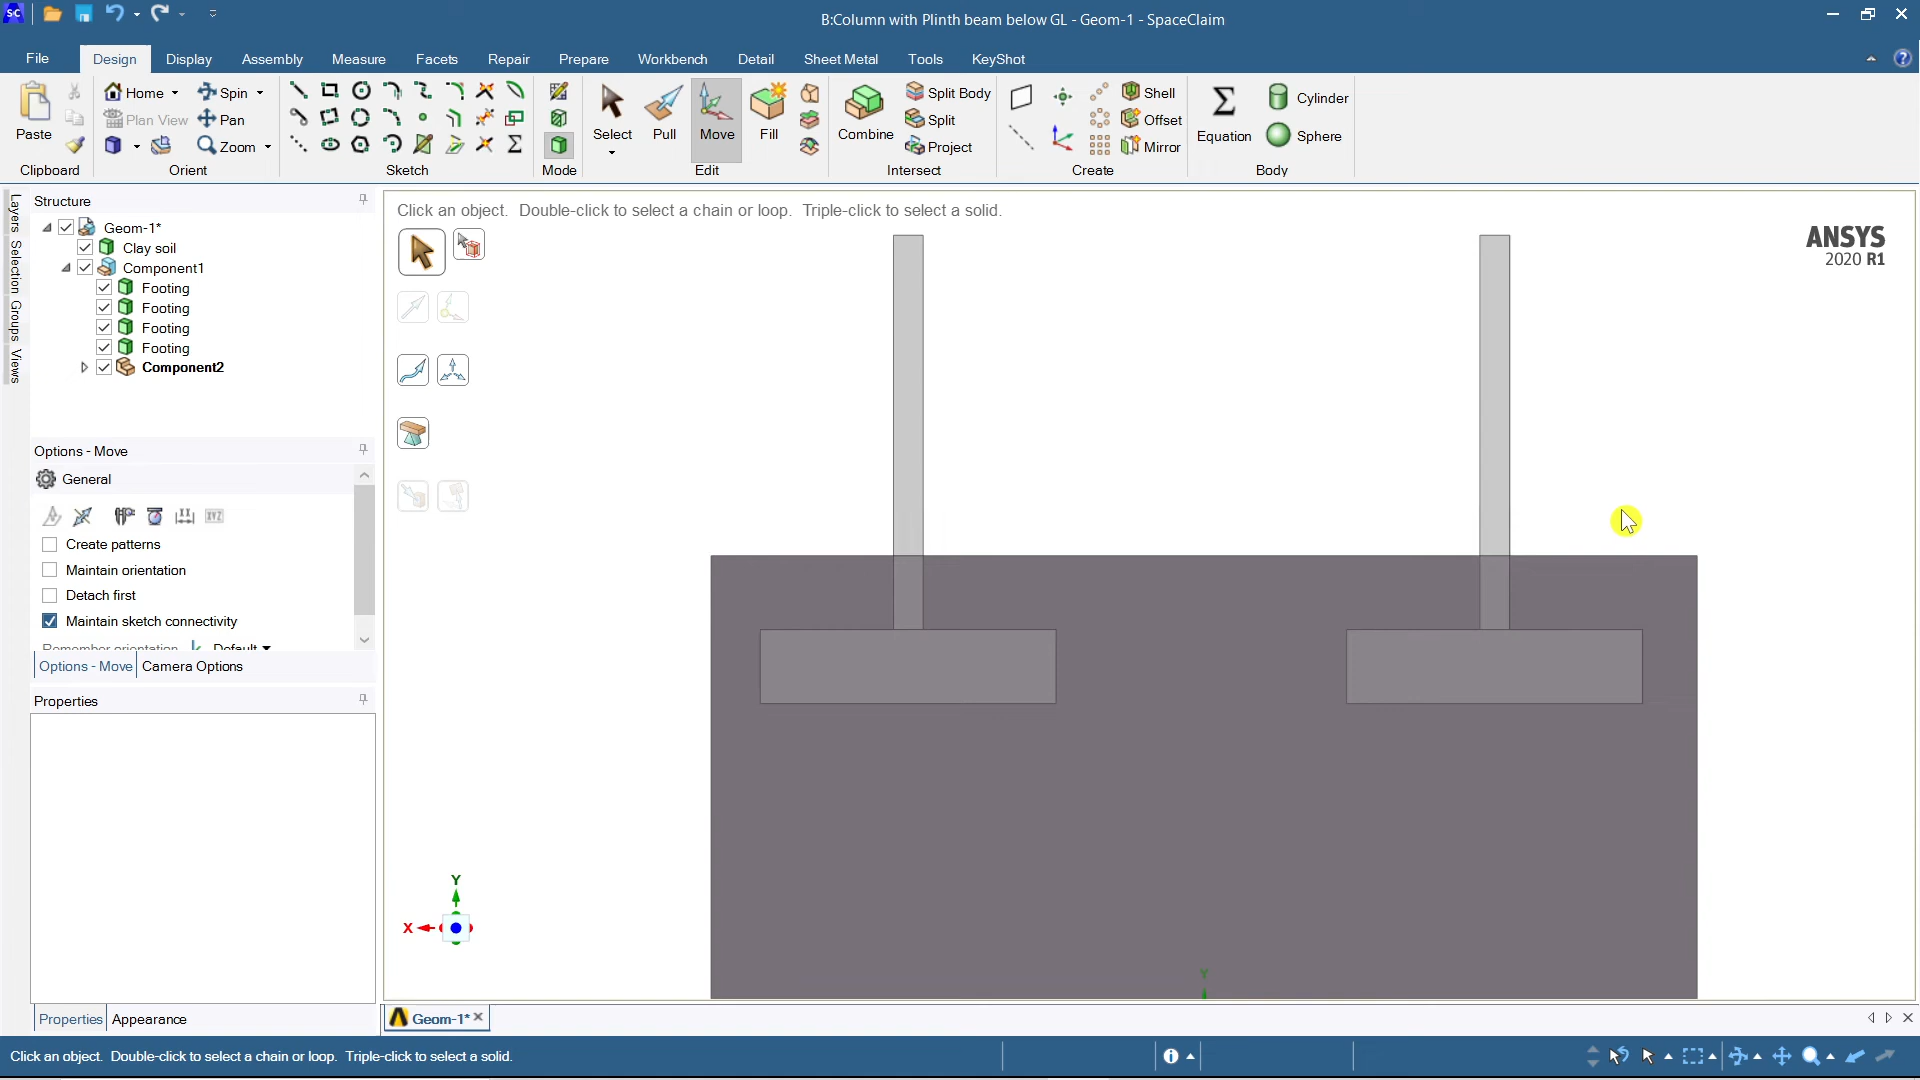 SC
B:Column with Plinth beam below GL - Geom-1 - SpaceClaim
File Design Display Assembly Measure Facets Repair Prepare Workbench Detail Sheet Metal Tools KeyShot
Paste
Clipboard
Home Spin
Plan View Pan
Zoom
Orient
Sketch
Mode
Select Pull Move Fill
Edit
Combine Split Body
Split
Project
Intersect
Shell
Offset
Mirror
Create
Equation Cylinder
Sphere
Body
Layers Selection Groups Views
Structure
Geom-1*
Clay soil
Component1
Footing
Footing
Footing
Footing
Component2
Options - Move
General
XYZ
Create patterns
Maintain orientation
Detach first
Maintain sketch connectivity
Remember orientation Default
Options - Move Camera Options
Properties
Properties Appearance
Click an object. Double-click to select a chain or loop. Triple-click to select a solid.
ANSYS
2020 R1
Y
X
Y
Geom-1*
Click an object. Double-click to select a chain or loop. Triple-click to select a solid.